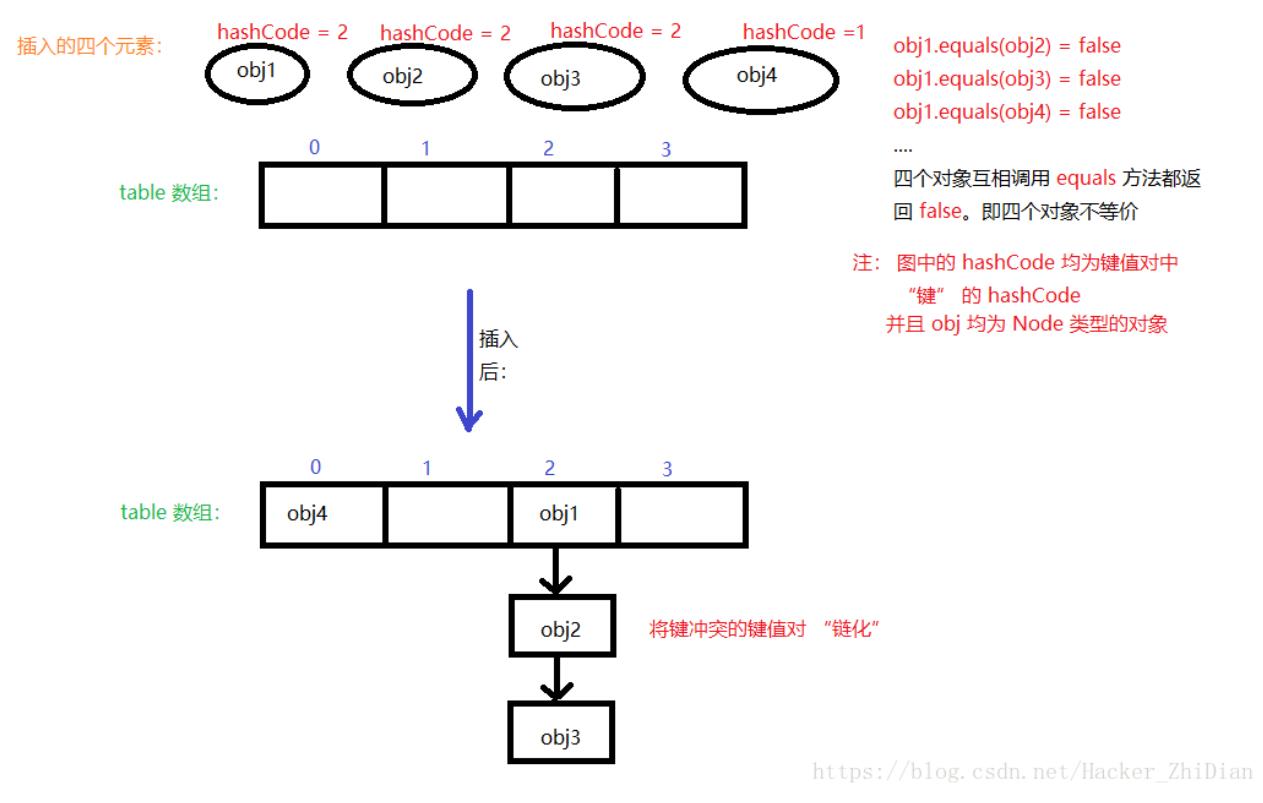 插入的四个元素：
hashCode = 2
hashCode = 2
hashCode = 2
hashCode =1
obj1
obj2
obj3
obj4
obj1.equals(obj2) = false
obj1.equals(obj3) = false
obj1.equals(obj4) = false
....
四个对象互相调用 equals 方法都返
回 false。即四个对象不等价
注： 图中的 hashCode 均为键值对中
“键” 的 hashCode
并且 obj 均为 Node 类型的对象
0
1
2
3
table 数组：
插入
后：
0
1
2
3
table 数组：
obj4
obj1
obj2
将键冲突的键值对 “链化”
obj3
https://blog.csdn.net/Hacker_ZhiDian